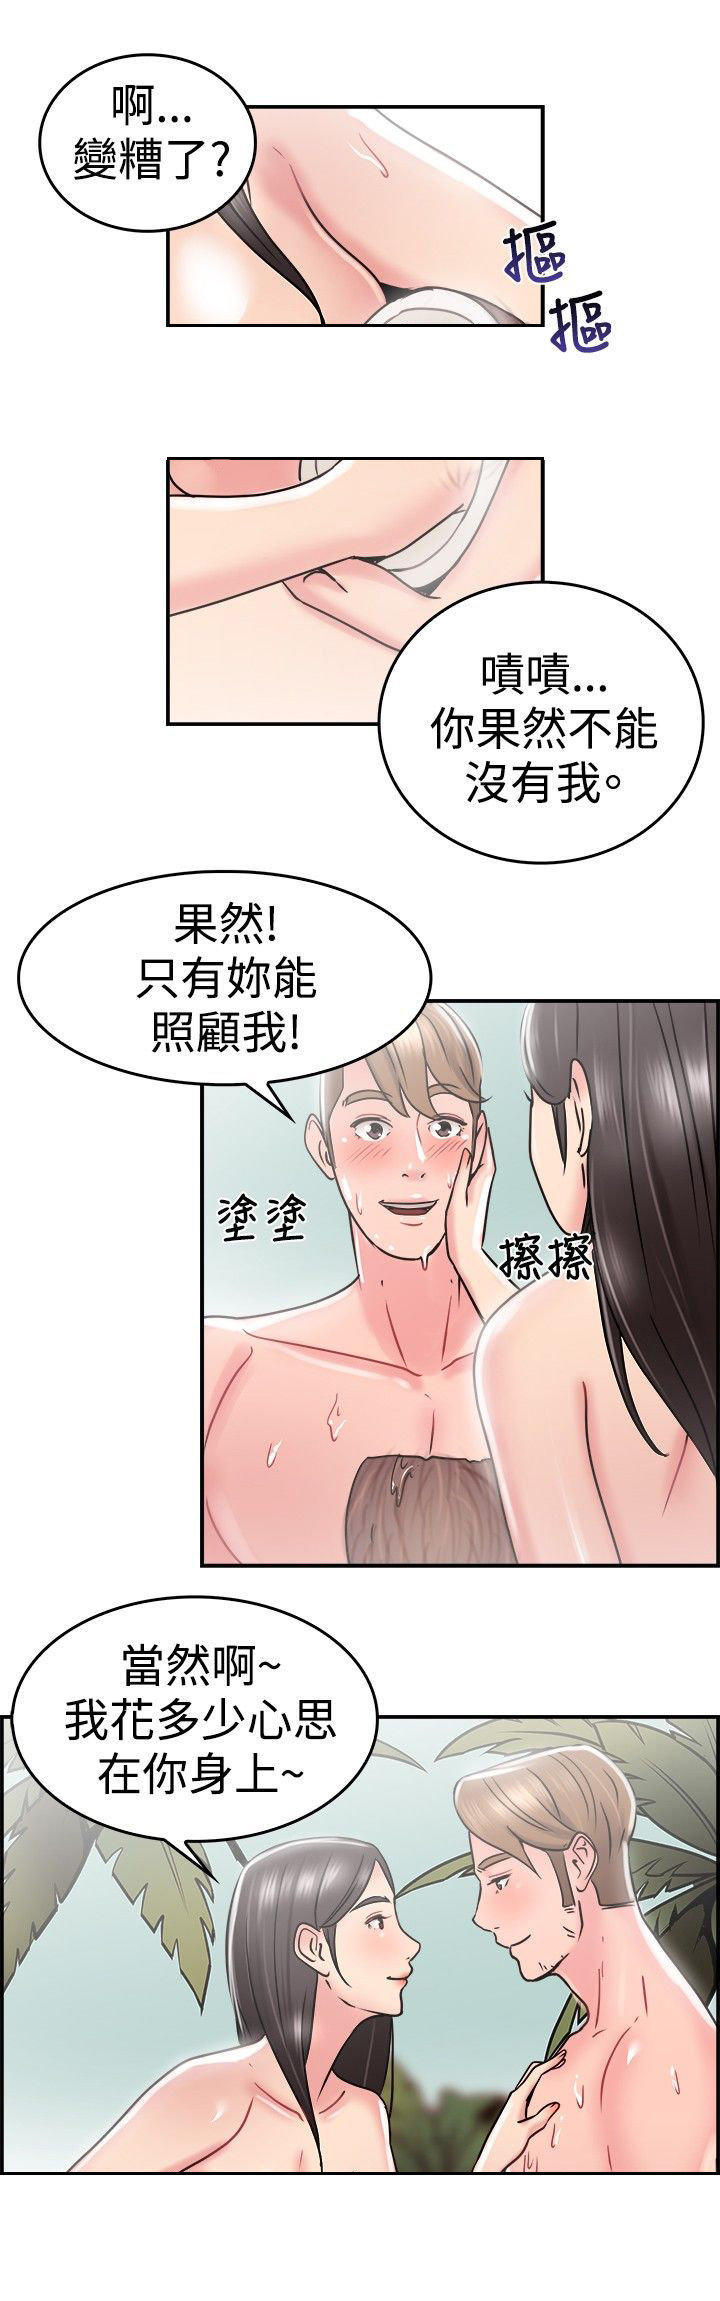 啊...
變糟了?
摳
摳
嘖嘖...
你果然不能
沒有我。
果然!
只有妳能
照顧我!
塗塗
擦擦
當然啊~
我花多少心思
在你身上~